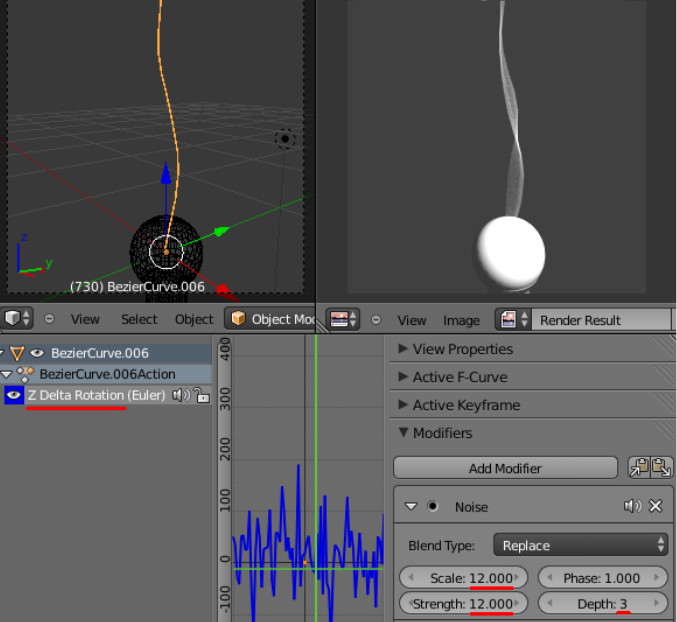 z
y
(730) BezierCurve.006
View Select Object Object Mo
View Image Render Result
BezierCurve.006
BezierCurve.006Action
Z Delta Rotation (Euler)
400
300
200
100
0
-100
View Properties
Active F-Curve
Active Keyframe
Modifiers
Add Modifier
Noise
Blend Type: Replace
Scale: 12.000 Phase: 1.000
Strength: 12.000 Depth: 3